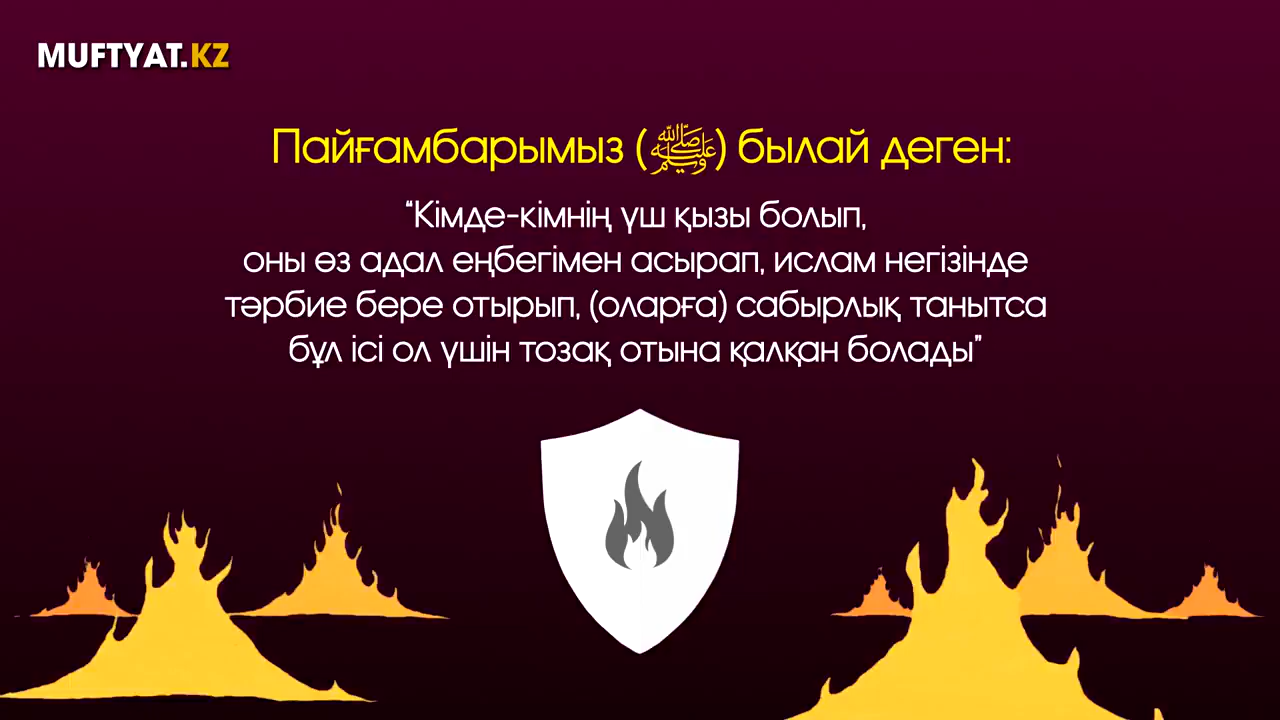 MUFTYAT.KZ
Пайғамбарымыз (ﷺ) былай деген:
“Кімде-кімнің үш қызы болып,
оны өз адал еңбегімен асырап, ислам негізінде
тәрбие бере отырып, (оларға) сабырлық танытса
бұл ісі ол үшін тозақ отына қалқан болады”